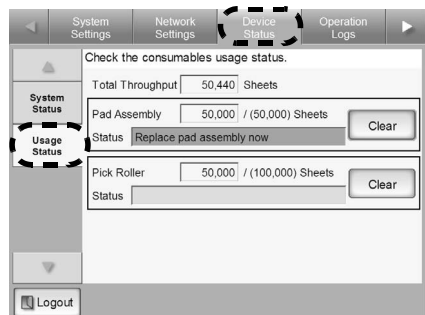 System Settings
Network Settings
Device Status
Operation Logs
Check the consumables usage status.
System Status
Usage Status
Total Throughput 50,440 Sheets
Pad Assembly 50,000 / (50,000) Sheets
Clear
Status Replace pad assembly now
Pick Roller 50,000 / (100,000) Sheets
Clear
Status
Logout